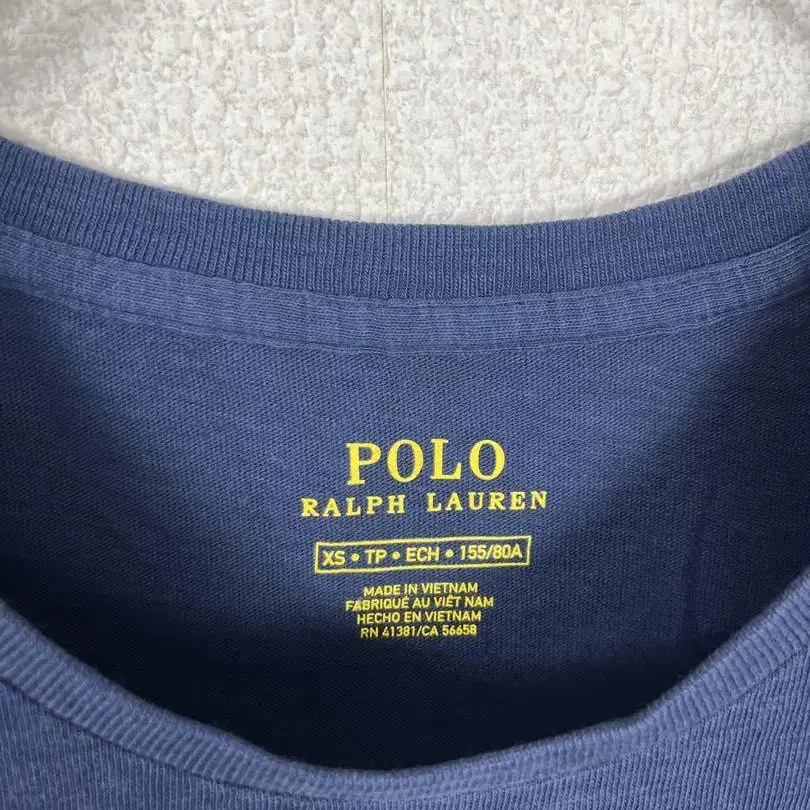 POLO
RALPH LAUREN
XS • TP • ECH • 155/80A
MADE IN VIETNAM
FABRIQUÉ AU VIÊT NAM
HECHO EN VIETNAM
RN 41381/CA 56658